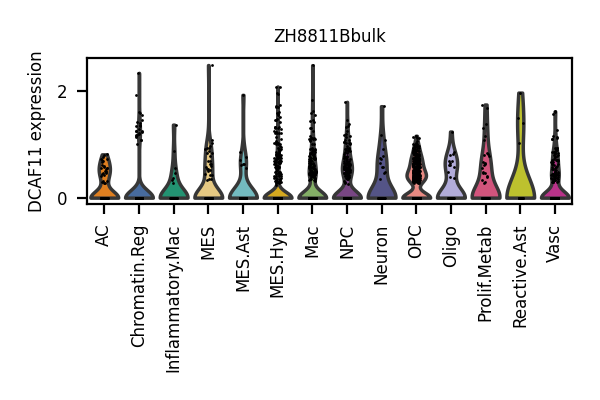 ZH8811Bbulk
DCAF11 expression
2
0
AC
Chromatin.Reg
Inflammatory.Mac
MES
MES.Ast
MES.Hyp
Mac
NPC
Neuron
OPC
Oligo
Prolif.Metab
Reactive.Ast
Vasc